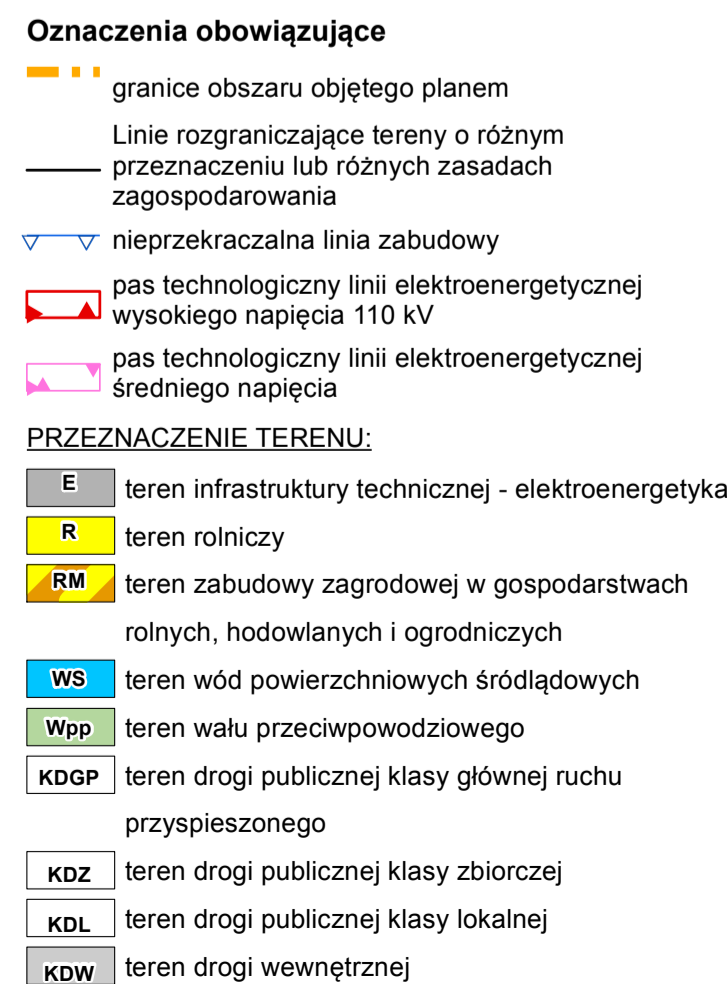 Oznaczenia obowiązujące
granice obszaru objętego planem
Linie rozgraniczające tereny o różnym
przeznaczeniu lub różnych zasadach
zagospodarowania
nieprzekraczalna linia zabudowy
pas technologiczny linii elektroenergetycznej
wysokiego napięcia 110 kV
pas technologiczny linii elektroenergetycznej
średniego napięcia
PRZEZNACZENIE TERENU:
E teren infrastruktury technicznej - elektroenergetyka
R teren rolniczy
RM teren zabudowy zagrodowej w gospodarstwach
rolnych, hodowlanych i ogrodniczych
WS teren wód powierzchniowych śródlądowych
Wpp teren wału przeciwpowodziowego
KDGP teren drogi publicznej klasy głównej ruchu
przyspieszonego
KDZ teren drogi publicznej klasy zbiorczej
KDL teren drogi publicznej klasy lokalnej
KDW teren drogi wewnętrznej